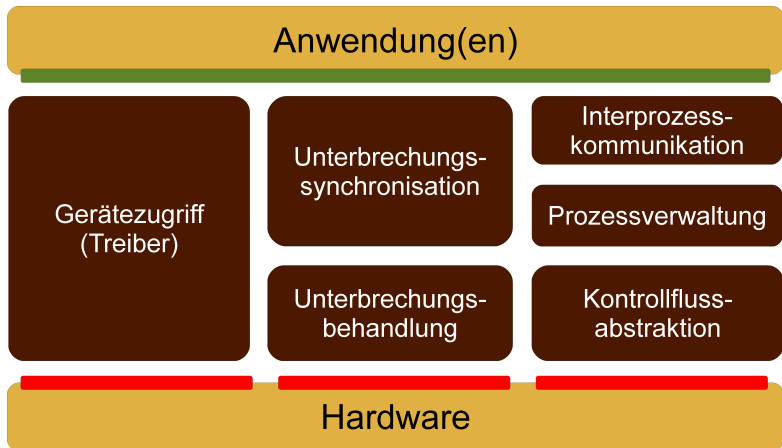 Anwendung(en)
Gerätezugriff
(Treiber)
Unterbrechungs-
synchronisation
Unterbrechungs-
behandlung
Interprozess-
kommunikation
Prozessverwaltung
Kontrollfluss-
abstraktion
Hardware